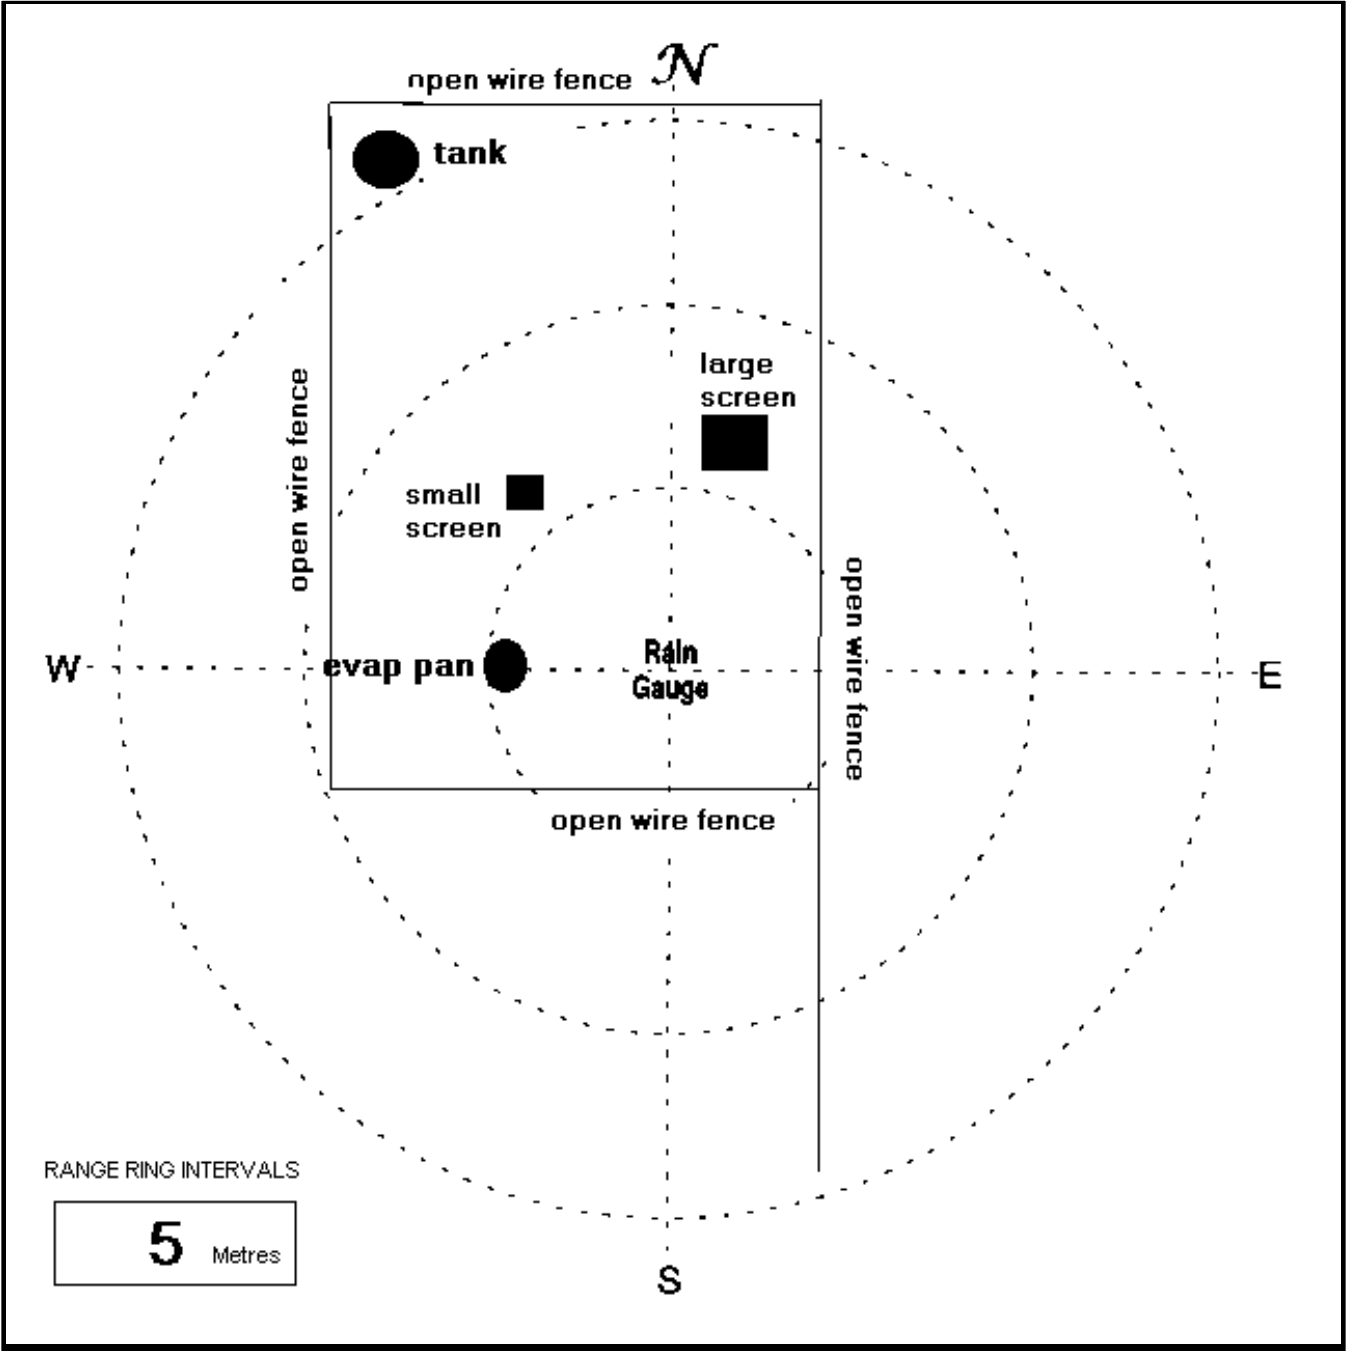 N
open wire fence
tank
large
screen
open wire fence
small
screen
open wire fence
W
evap pan
Rain
Gauge
E
open wire fence
RANGE RING INTERVALS
5 Metres
S